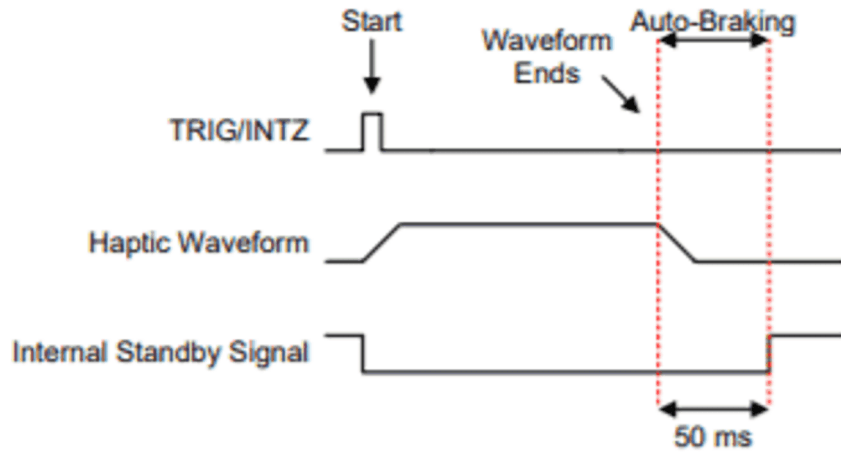 Start
Auto-Braking
Waveform
Ends
TRIG/INTZ
Haptic Waveform
Internal Standby Signal
50 ms